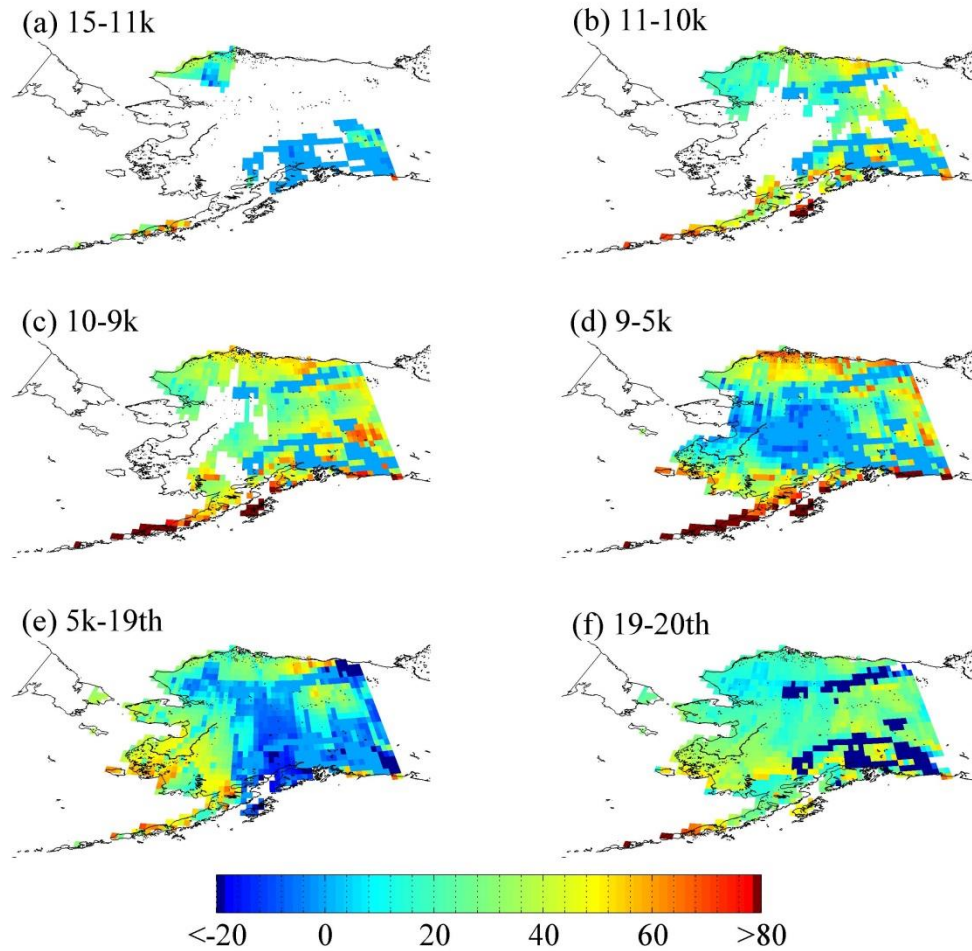 (a) 15-11k
(b) 11-10k
(c) 10-9k
(d) 9-5k
(e) 5k-19th
(f) 19-20th
<-20 0 20 40 60 >80